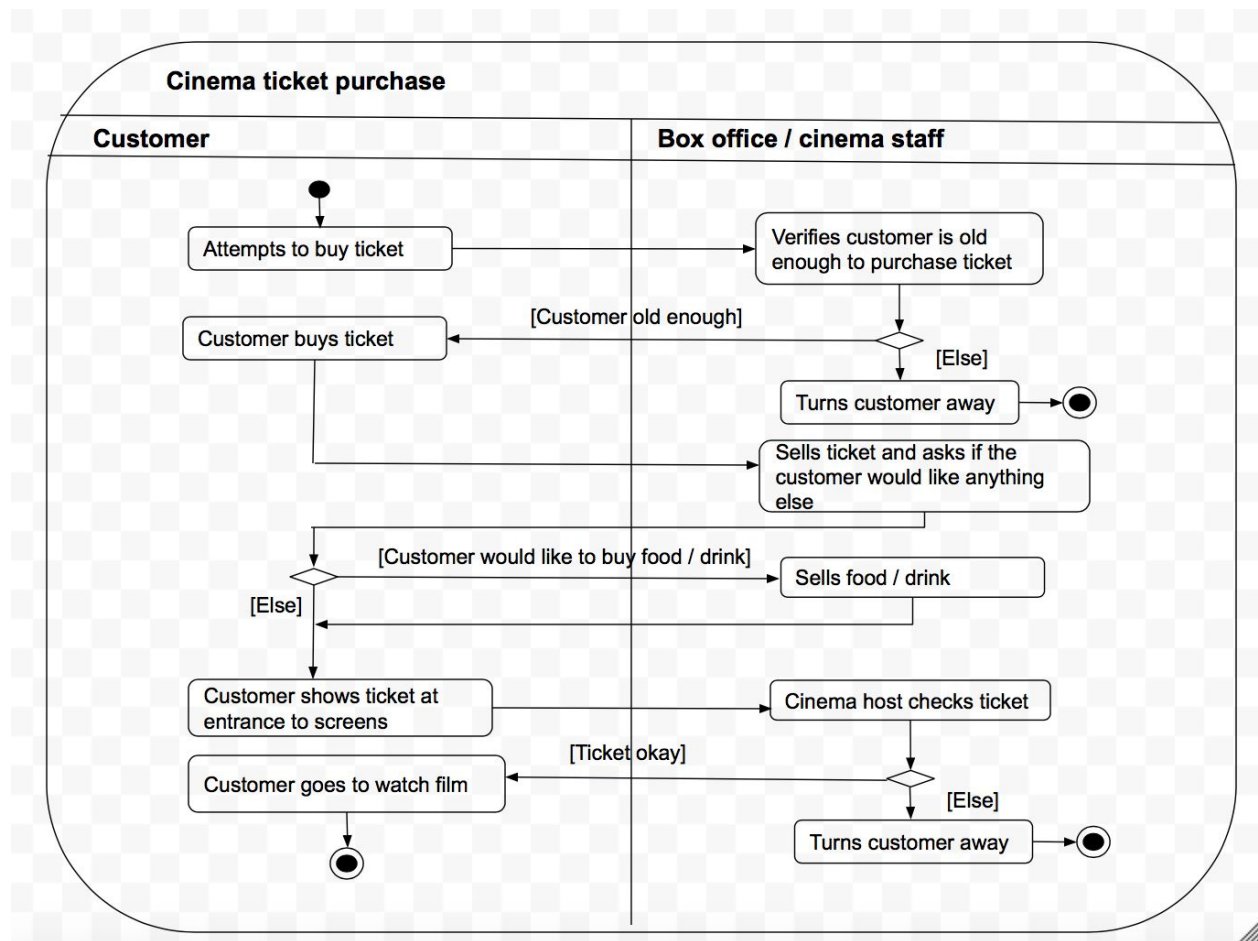 Cinema ticket purchase
Customer
Box office / cinema staff
Attempts to buy ticket
Verifies customer is old
enough to purchase ticket
[Customer old enough]
Customer buys ticket
[Else]
Turns customer away
Sells ticket and asks if the
customer would like anything
else
[Customer would like to buy food / drink]
Sells food / drink
[Else]
Customer shows ticket at
entrance to screens
Cinema host checks ticket
[Ticket okay]
Customer goes to watch film
[Else]
Turns customer away